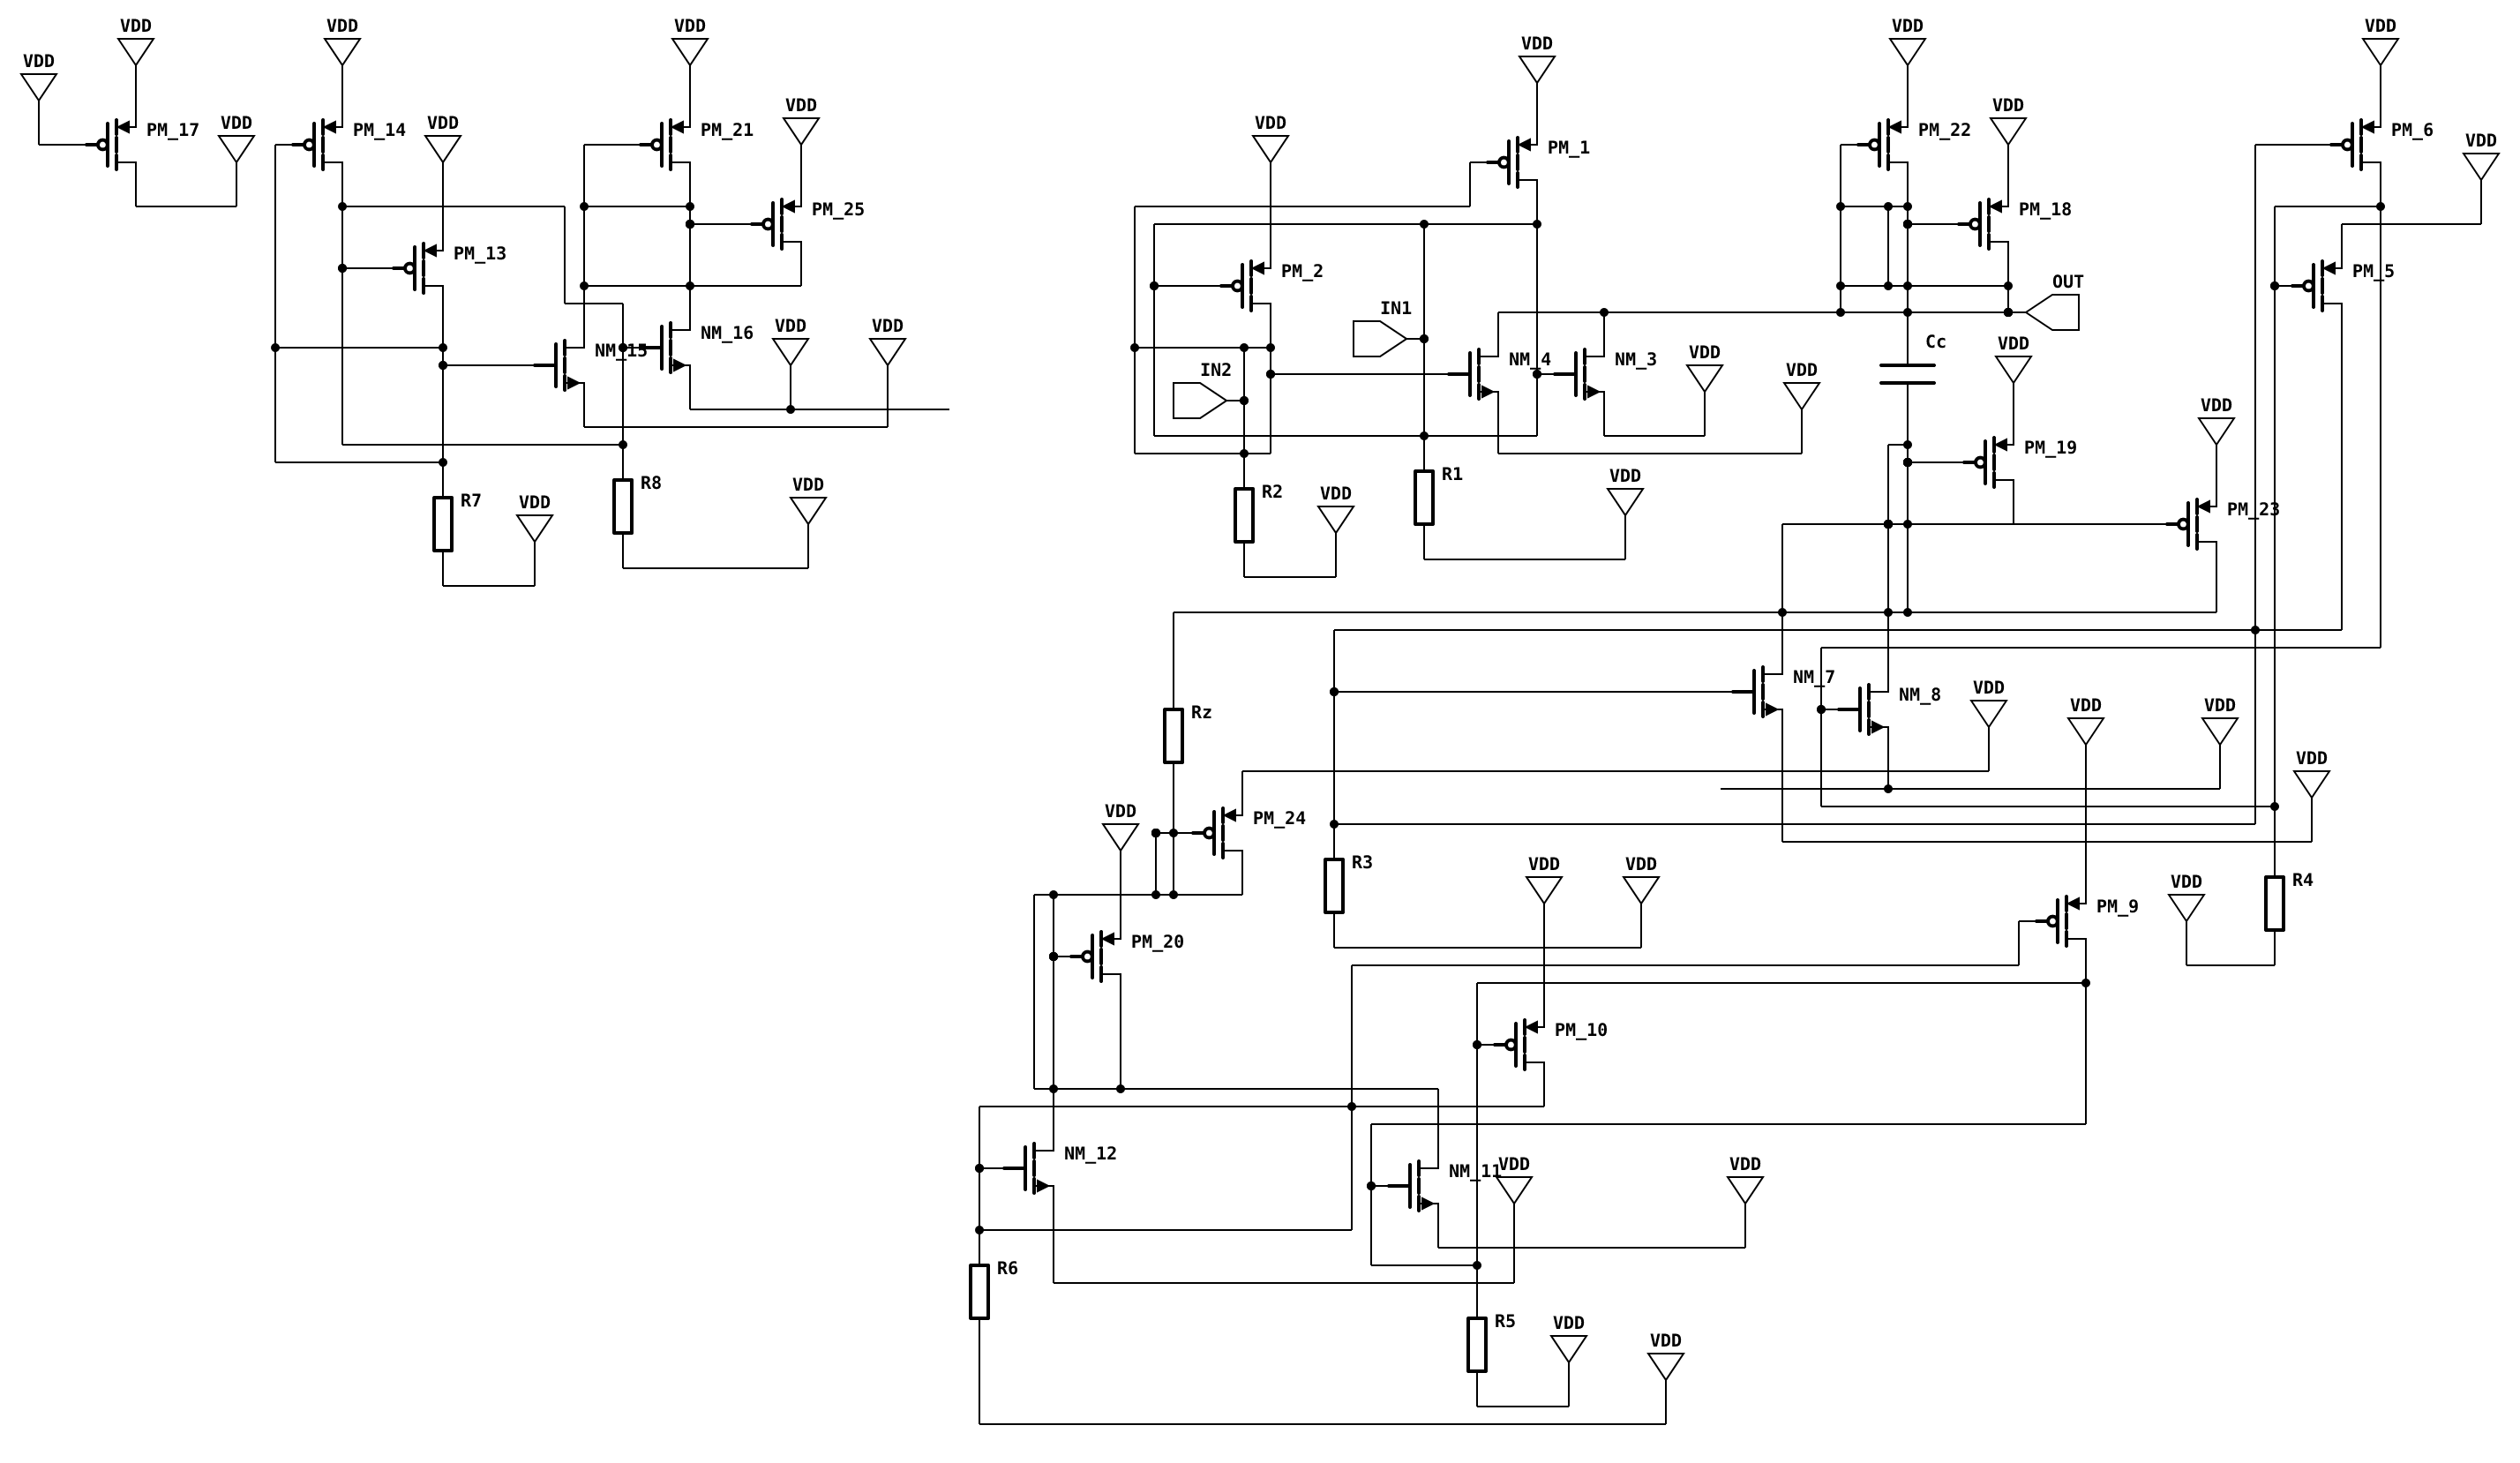 VDD VDD VDD VDD VDD
VDD
VDD
VDD VDD VDD
PM_17 VDD PM_14 VDD PM_21 VDD PM_1 PM_22 PM_6
VDD
PM_25 PM_18
PM_13 PM_2 PM_5
OUT
IN1
NM_15 NM_16 VDD VDD NM_4 NM_3 VDD Cc VDD
IN2 VDD
VDD
PM_19
R7 VDD R8 VDD R2 VDD R1 VDD
PM_23
NM_7
NM_8 VDD
Rz VDD VDD
VDD
VDD PM_24
R3 VDD VDD VDD R4
PM_9
PM_20
PM_10
NM_12
NM_11 VDD VDD
R6
R5 VDD
VDD